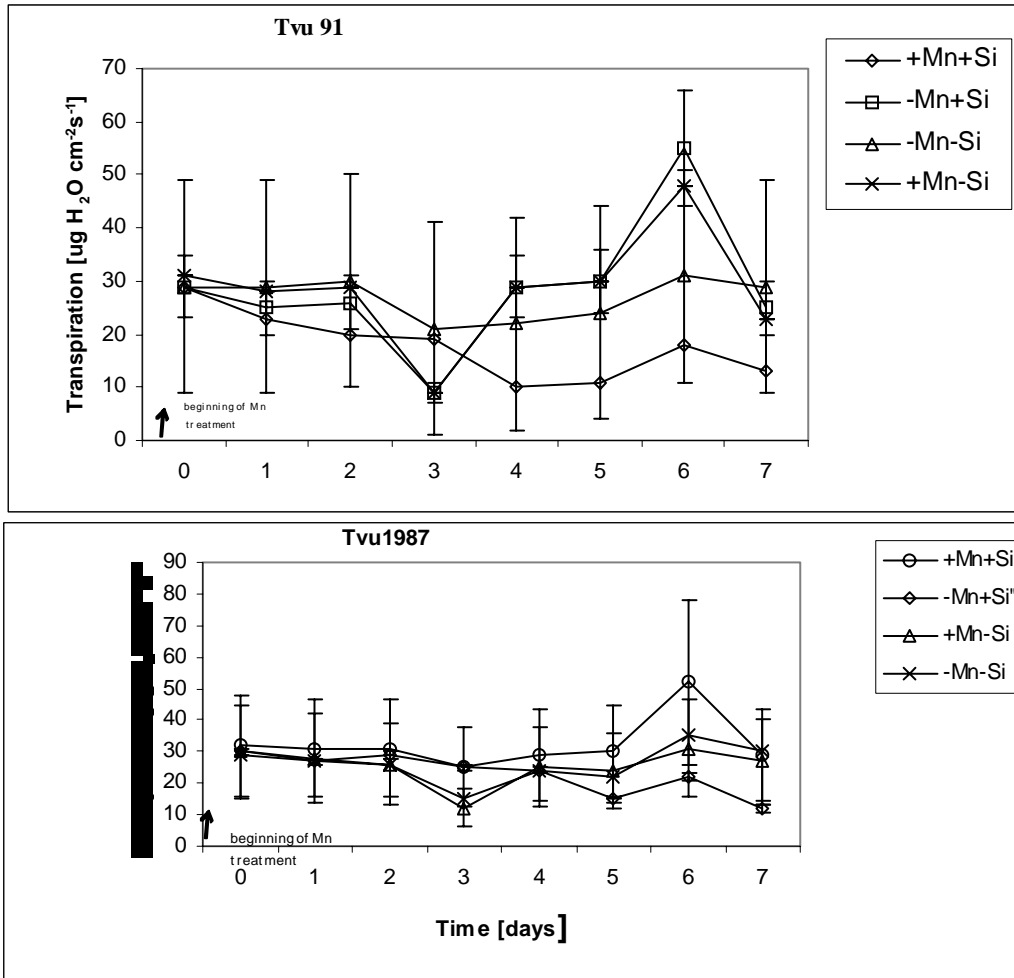 Tvu 91
Transpiration [ug H₂O cm⁻²s⁻¹]
70
60
50
40
30
20
10
0
beginning of Mn
treatment
0 1 2 3 4 5 6 7
+Mn+Si
-Mn+Si
-Mn-Si
+Mn-Si
Tvu1987
90
80
70
60
50
40
30
20
10
0
beginning of Mn
treatment
0 1 2 3 4 5 6 7
Time [days]
+Mn+Si
-Mn+Si"
+Mn-Si
-Mn-Si